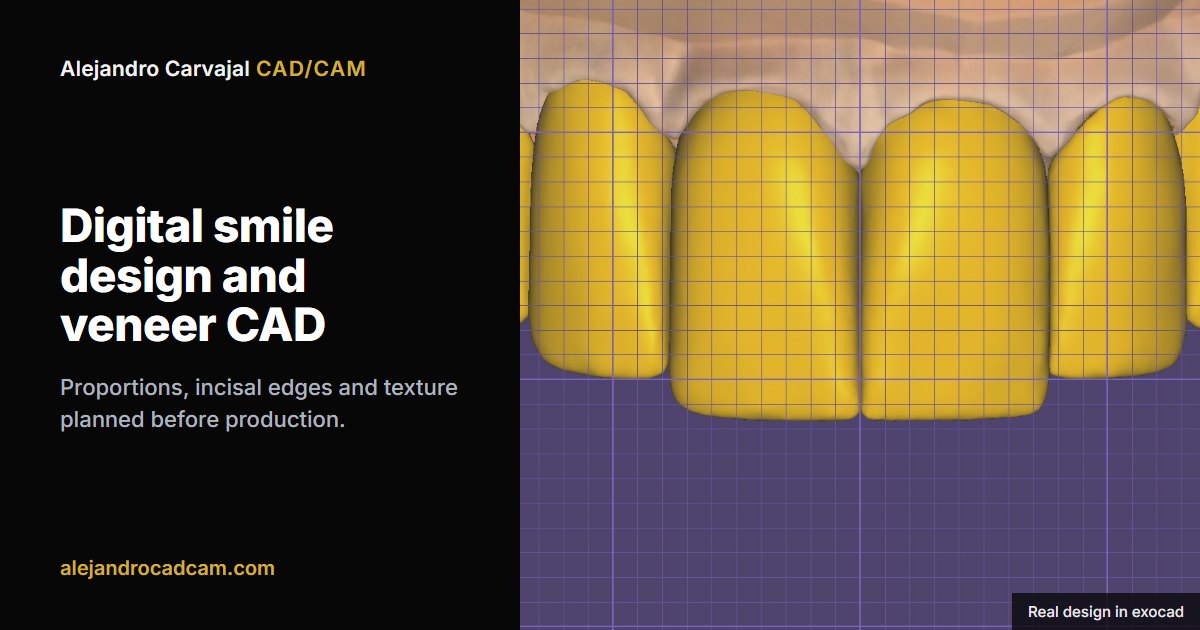 Alejandro Carvajal CAD/CAM
Digital smile
design and
veneer CAD
Proportions, incisal edges and texture
planned before production.
alejandrocadcam.com
Real design in exocad